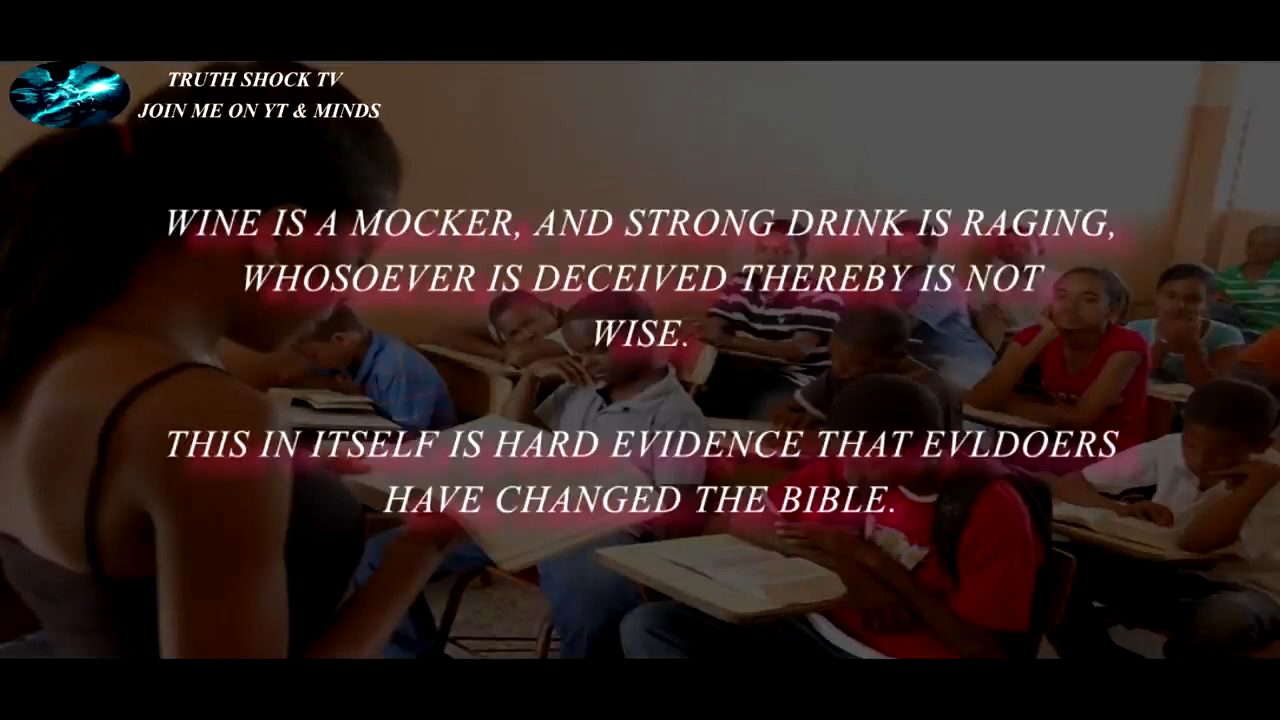 TRUTH SHOCK TV
JOIN ME ON YT & MINDS
WINE IS A MOCKER, AND STRONG DRINK IS RAGING,
WHOSOEVER IS DECEIVED THEREBY IS NOT
WISE.
THIS IN ITSELF IS HARD EVIDENCE THAT EVLDOERS
HAVE CHANGED THE BIBLE.